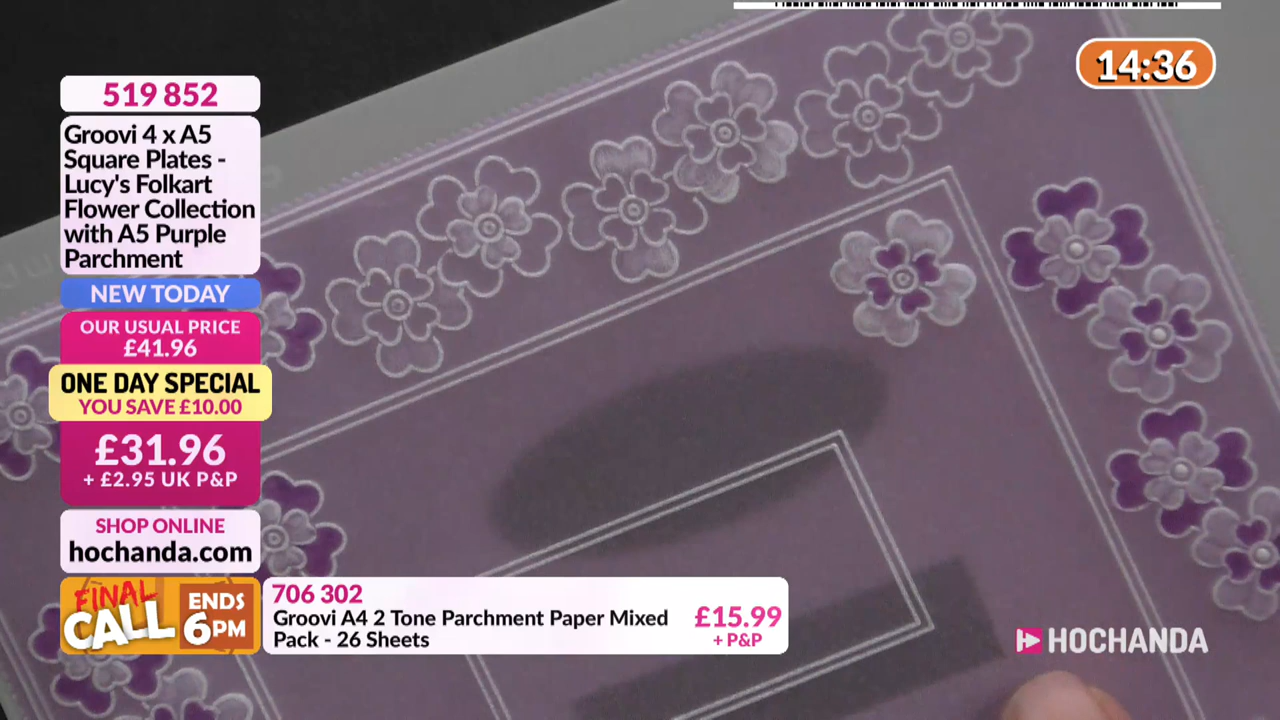 14:36
519 852
Groovi 4 x A5
Square Plates -
Lucy's Folkart
Flower Collection
with A5 Purple
Parchment
NEW TODAY
OUR USUAL PRICE
£41.96
ONE DAY SPECIAL
YOU SAVE £10.00
£31.96
+ £2.95 UK P&P
SHOP ONLINE
hochanda.com
FINAL
CALL
ENDS
6PM
706 302
Groovi A4 2 Tone Parchment Paper Mixed
Pack - 26 Sheets
£15.99
+ P&P
HOCHANDA